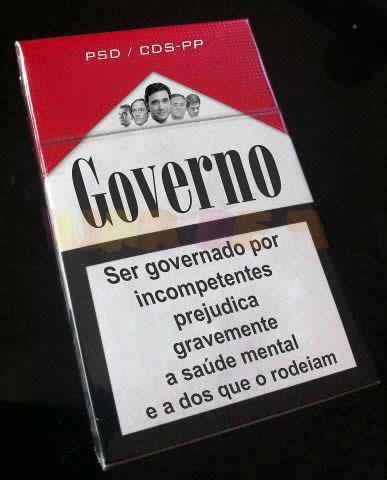 PSD / CDS-PP
Governo
Ser governado por
incompetentes
prejudica
gravemente
a saúde mental
e a dos que o rodeiam